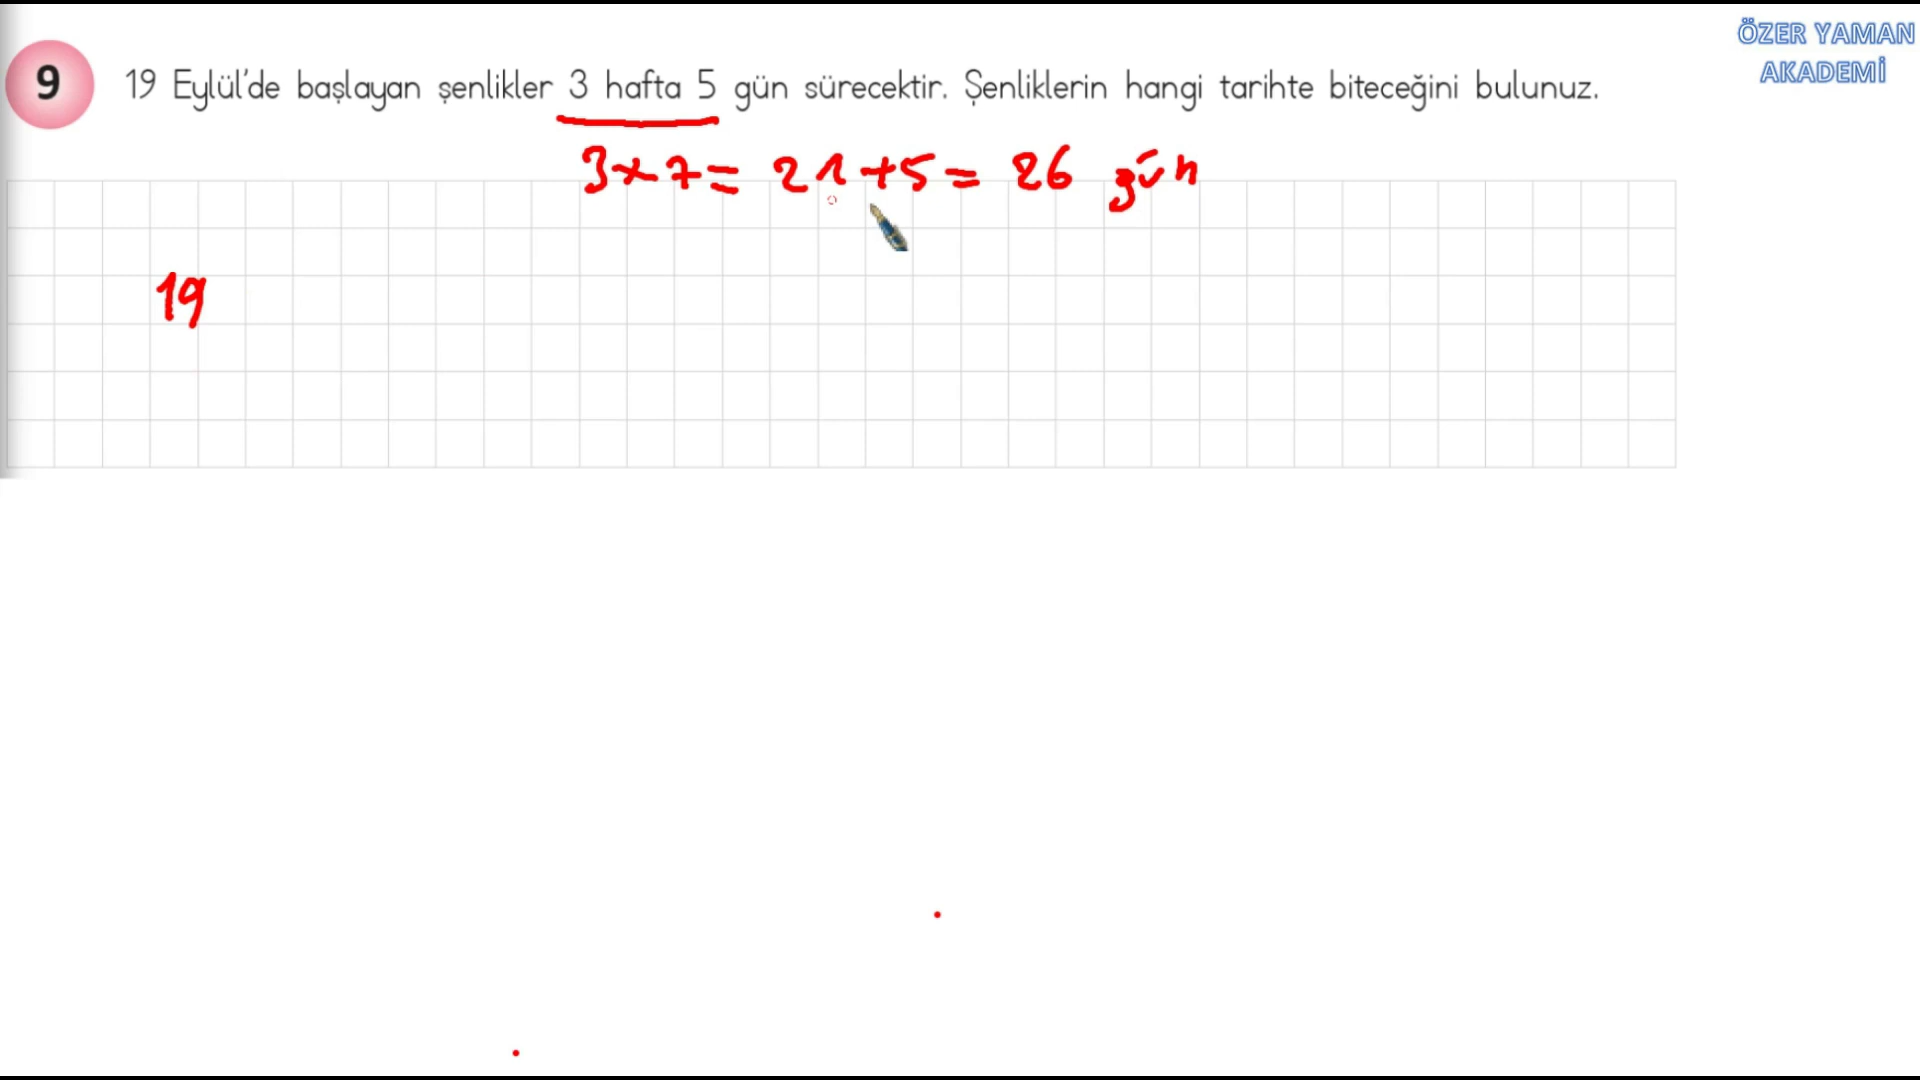 ÖZER YAMAN
AKADEMİ
9
19 Eylül'de başlayan şenlikler 3 hafta 5 gün sürecektir. Şenliklerin hangi tarihte biteceğini bulunuz.
3x7= 21+5= 26 gün
19